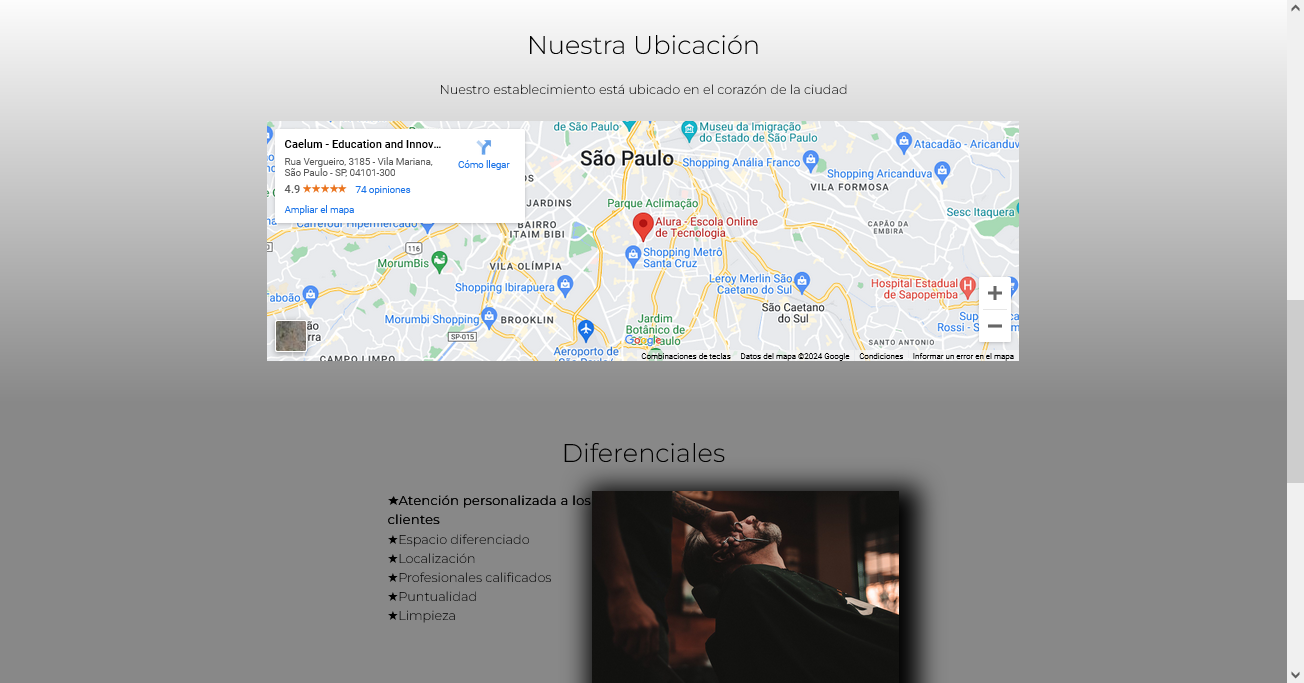 Nuestra Ubicación
Nuestro establecimiento está ubicado en el corazón de la ciudad
Caelum - Education and Innov...
Cómo llegar
Rua Vergueiro, 3185 - Vila Mariana,
São Paulo - SP, 04101-300
4.9 ★★★★★ 74 opiniones
Ampliar el mapa
de São Paulo
Museu da Imigração
do Estado de São Paulo
São Paulo
Shopping Anália Franco
Atacadão - Aricanduv
Shopping Aricanduva
VILA FORMOSA
JARDINS
Parque Aclimação
Sesc Itaquera
Carrefour Hipermercado
BAIRRO
ITAIM BIBI
Alura - Escola Online
de Tecnologia
CAPÃO DA
EMBIRA
116
MorumBis
VILA OLÍMPIA
Shopping Metrô
Santa Cruz
Leroy Merlin São
Caetano do Sul
Hospital Estadual
de Sapopemba
Taboão
Shopping Ibirapuera
São Caetano
do Sul
Morumbi Shopping
BROOKLIN
SP-015
Jardim
Botânico de
São Paulo
Rossi - S
SANTO ANTONIO
CAMPO LIMPO
Aeroporto de
São Paulo
Google
Combinaciones de teclas
Datos del mapa ©2024 Google
Condiciones
Informar un error en el mapa
Diferenciales
★Atención personalizada a los
clientes
★Espacio diferenciado
★Localización
★Profesionales calificados
★Puntualidad
★Limpieza